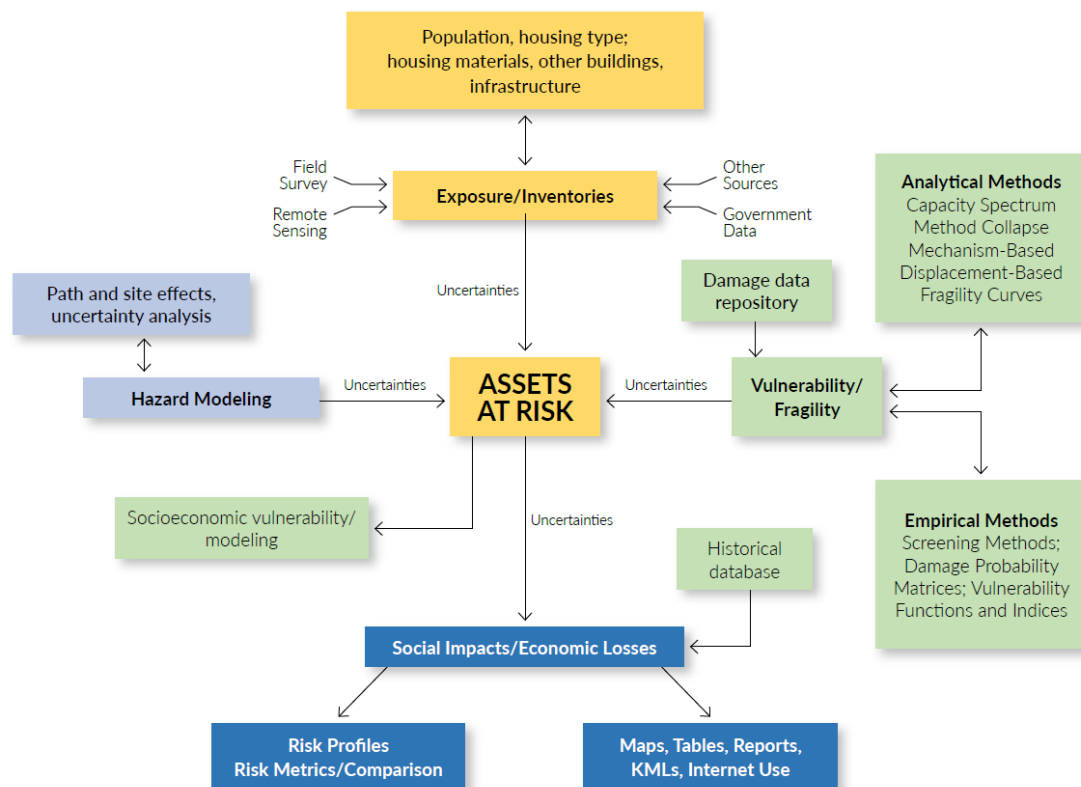 Population, housing type;
housing materials, other buildings,
infrastructure
Field
Survey
Remote
Sensing
Exposure/Inventories
Other
Sources
Government
Data
Analytical Methods
Capacity Spectrum
Method Collapse
Mechanism-Based
Displacement-Based
Fragility Curves
Path and site effects,
uncertainty analysis
Uncertainties
Damage data
repository
Hazard Modeling
Uncertainties
ASSETS
AT RISK
Uncertainties
Vulnerability/
Fragility
Socioeconomic vulnerability/
modeling
Uncertainties
Historical
database
Empirical Methods
Screening Methods;
Damage Probability
Matrices; Vulnerability
Functions and Indices
Social Impacts/Economic Losses
Risk Profiles
Risk Metrics/Comparison
Maps, Tables, Reports,
KMLs, Internet Use